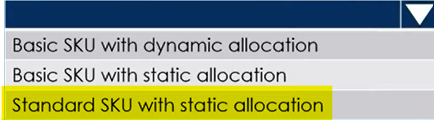 Basic SKU with dynamic allocation
Basic SKU with static allocation
Standard SKU with static allocation